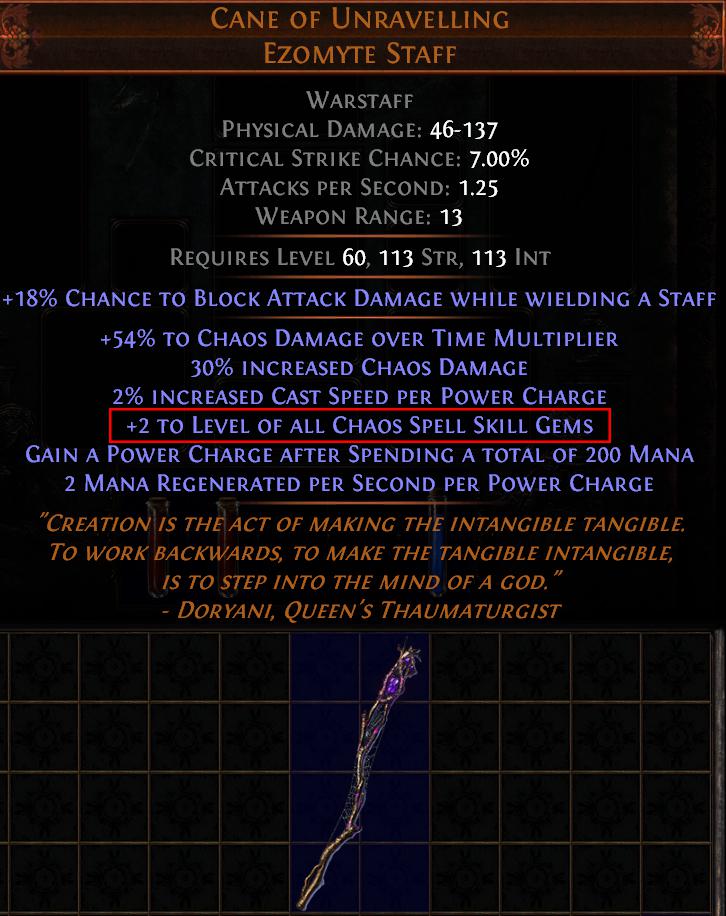 Cane of Unravelling
Ezomyte Staff
Warstaff
Physical Damage: 46-137
Critical Strike Chance: 7.00%
Attacks per Second: 1.25
Weapon Range: 13
Requires Level 60, 113 Str, 113 Int
+18% Chance to Block Attack Damage while wielding a Staff
+54% to Chaos Damage over Time Multiplier
30% increased Chaos Damage
2% increased Cast Speed per Power Charge
+2 to Level of all Chaos Spell Skill Gems
Gain a Power Charge after Spending a total of 200 Mana
2 Mana Regenerated per Second per Power Charge
"Creation is the act of making the intangible tangible.
To work backwards, to make the tangible intangible,
is to step into the mind of a god."
- Doryani, Queen's Thaumaturgist